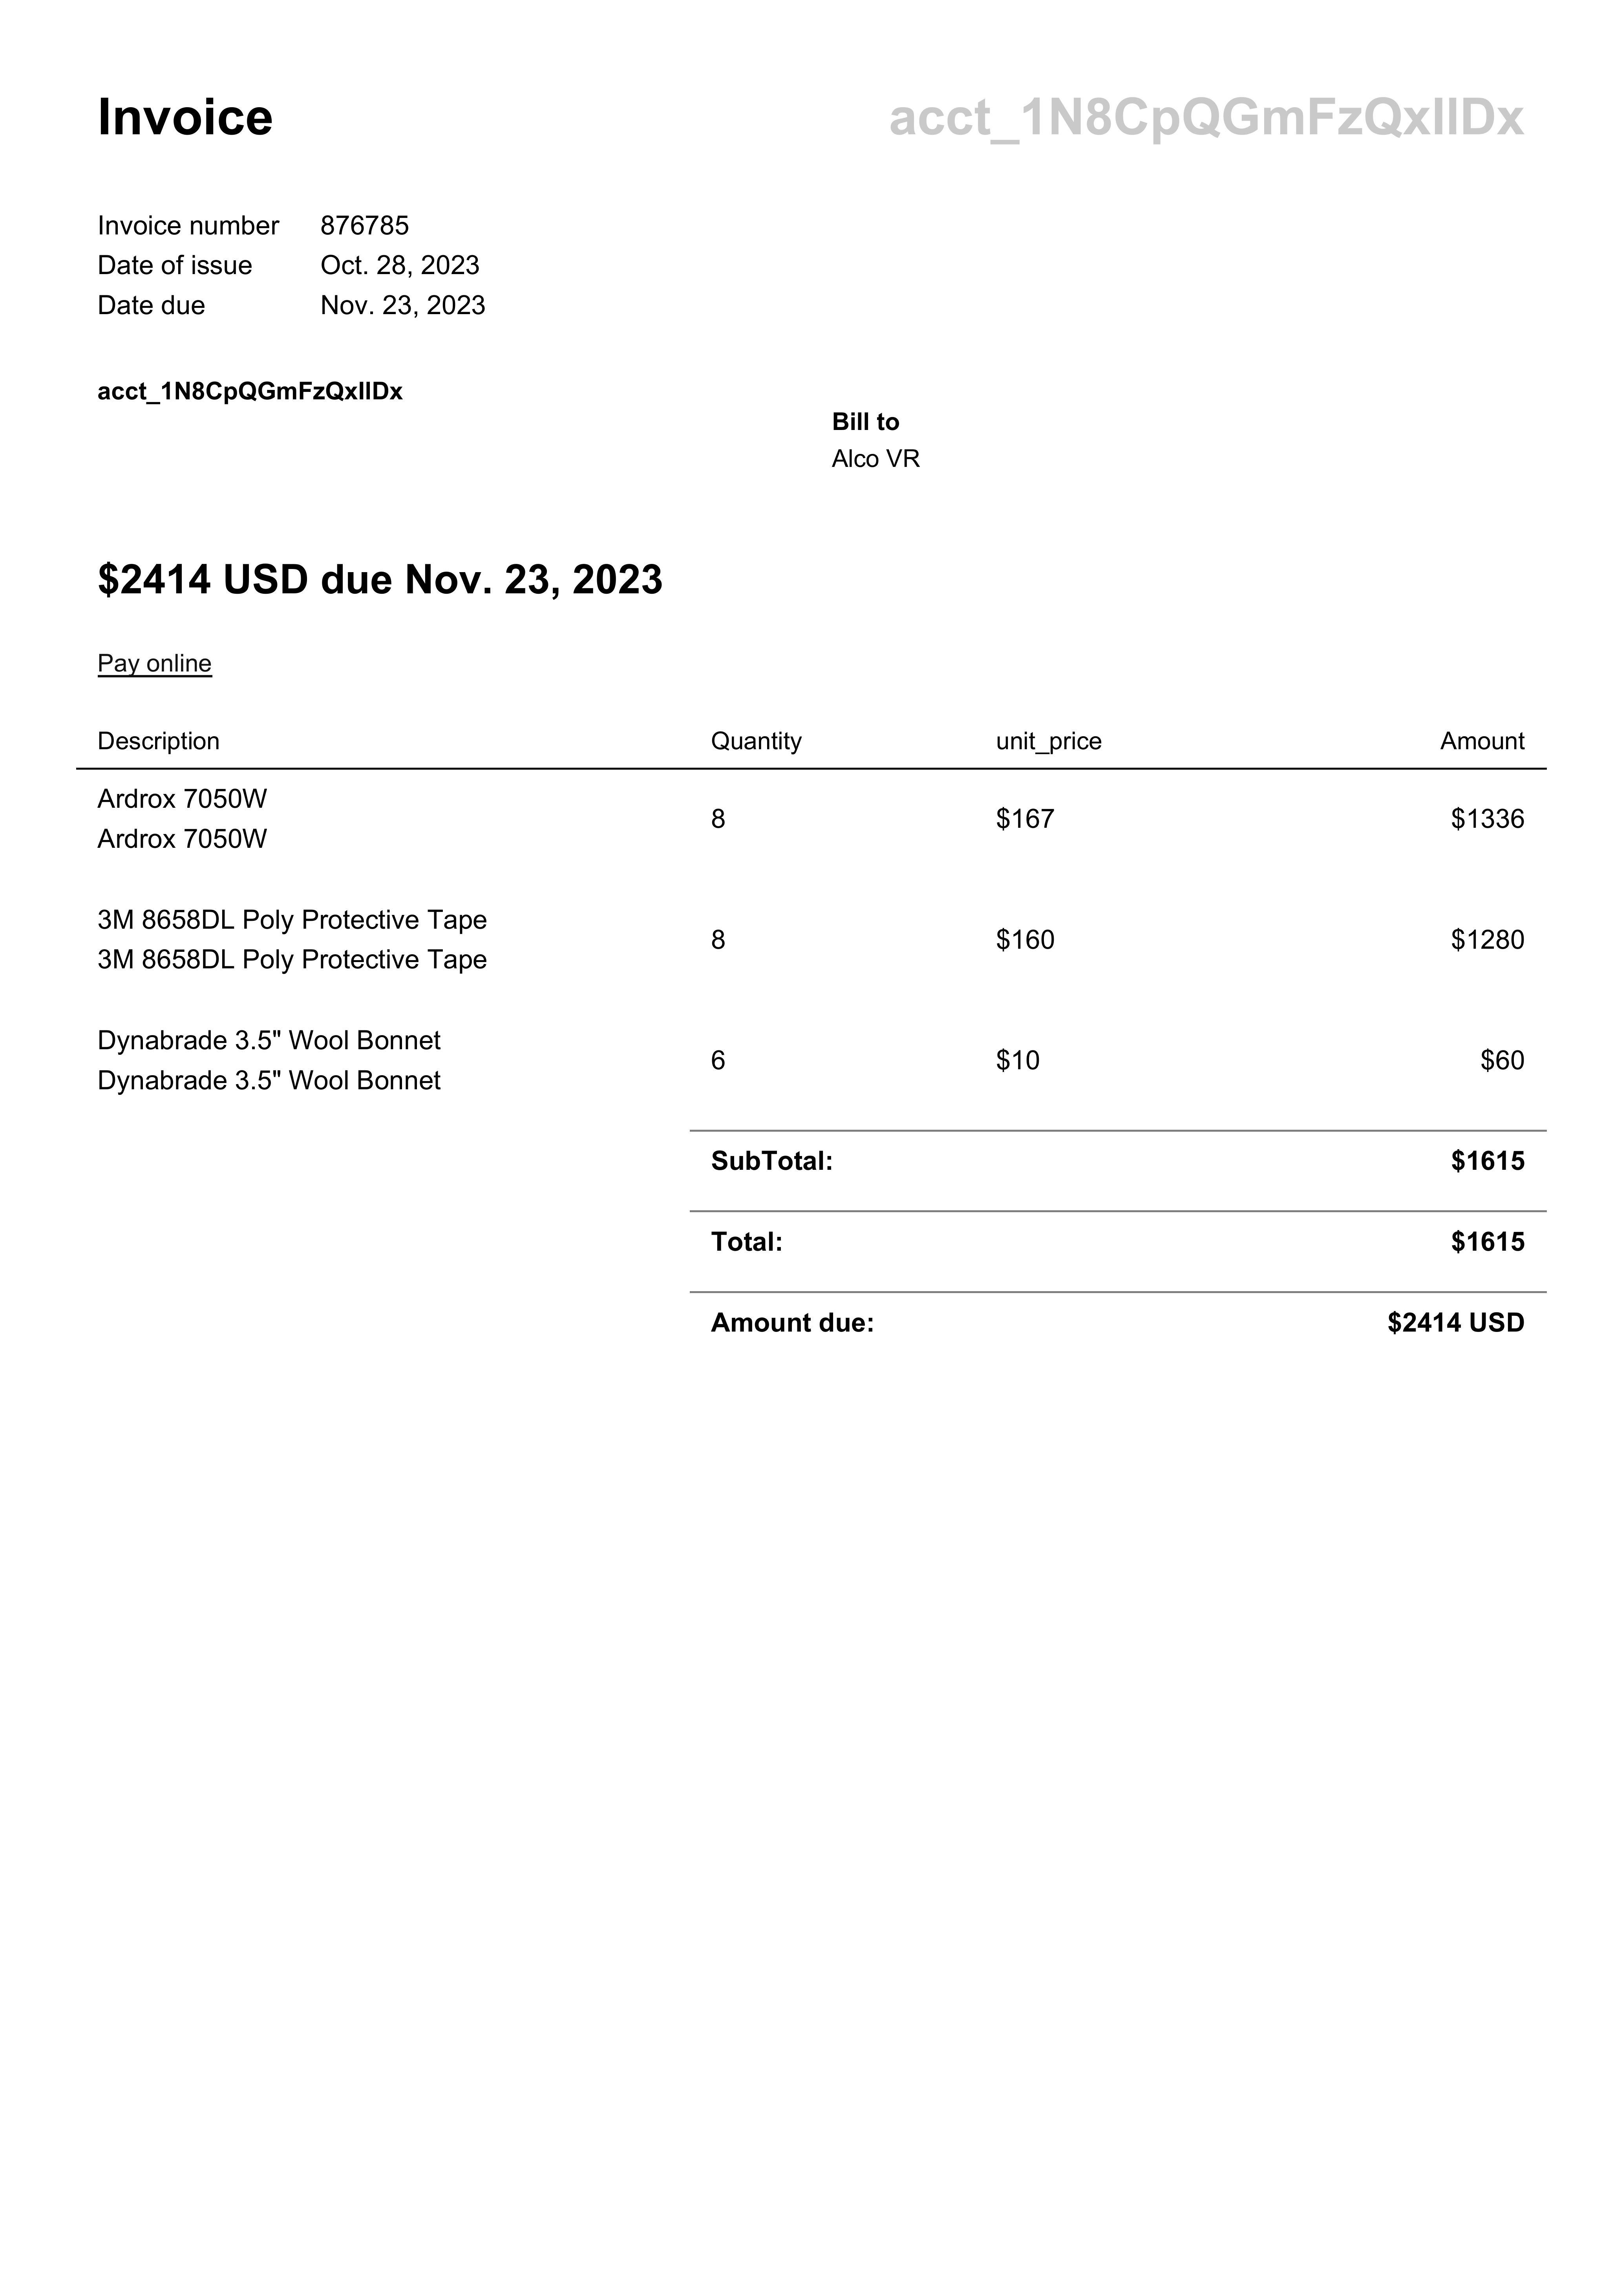 Invoice
acct_1N8CpQGmFzQxllDx
Invoice number 876785
Date of issue Oct. 28, 2023
Date due Nov. 23, 2023
acct_1N8CpQGmFzQxllDx
Bill to
Alco VR
$2414 USD due Nov. 23, 2023
Pay online
Description Quantity unit_price Amount
Ardrox 7050W
Ardrox 7050W
8 $167 $1336
3M 8658DL Poly Protective Tape
3M 8658DL Poly Protective Tape
8 $160 $1280
Dynabrade 3.5" Wool Bonnet
Dynabrade 3.5" Wool Bonnet
6 $10 $60
SubTotal: $1615
Total: $1615
Amount due: $2414 USD